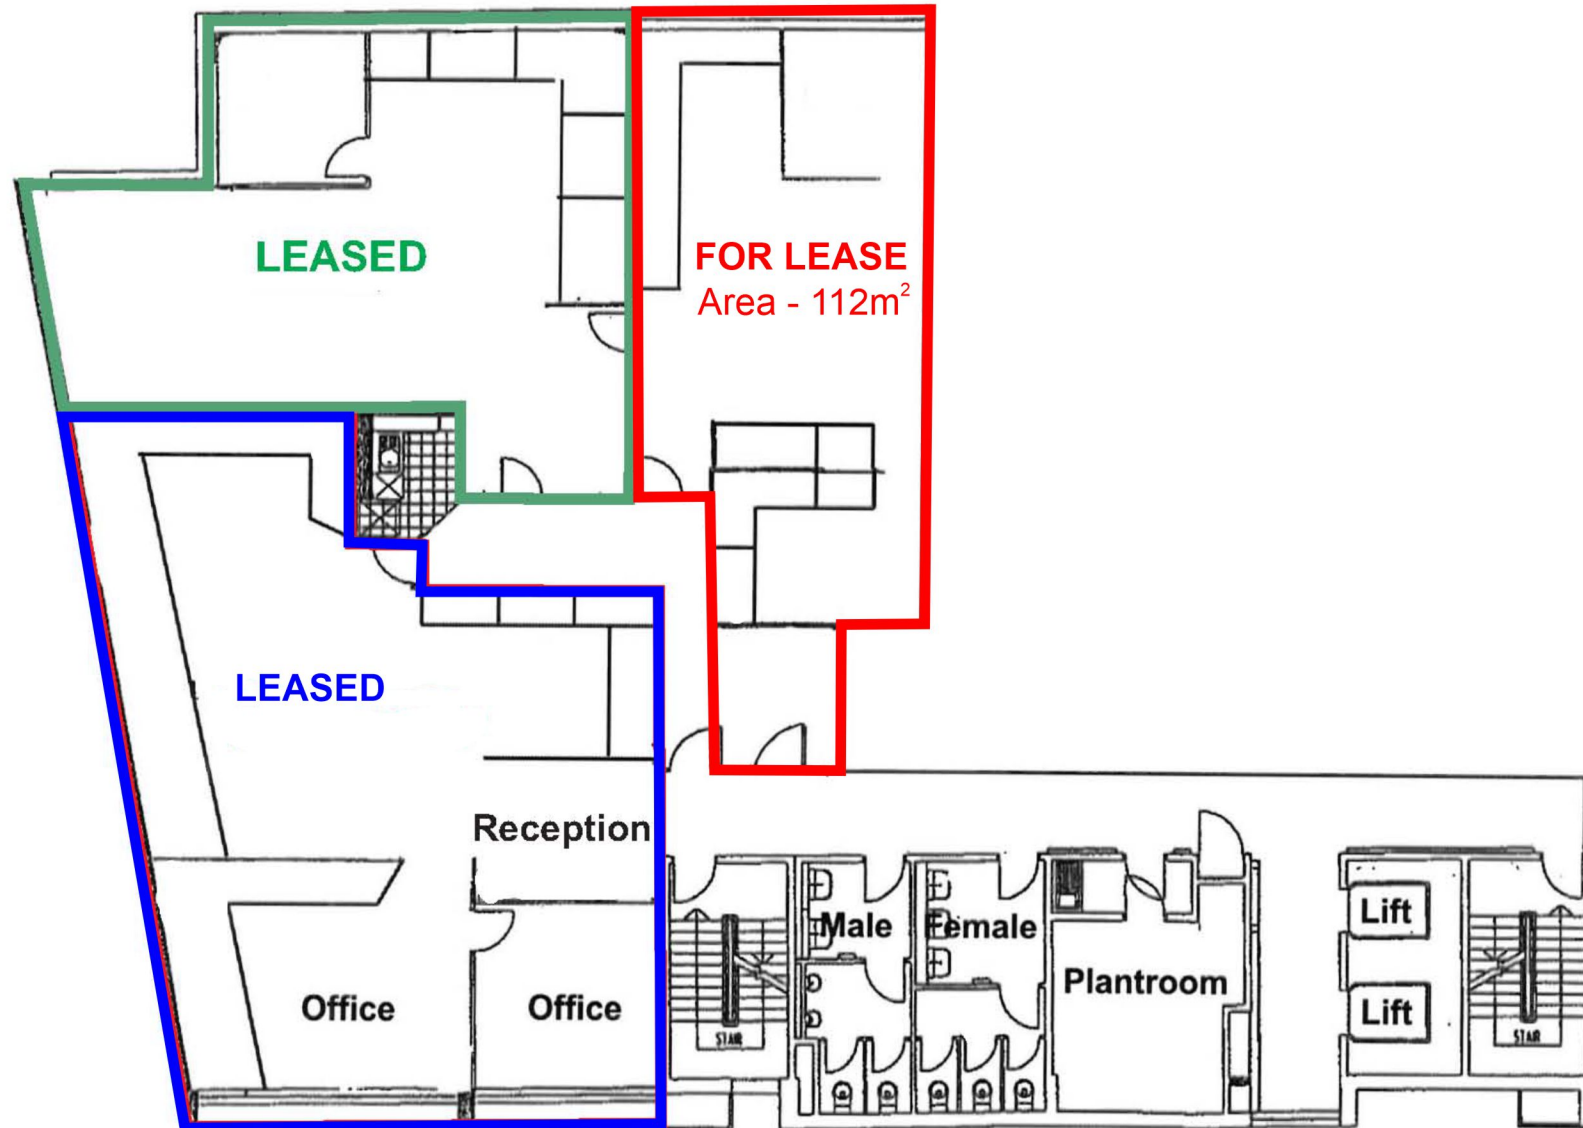 LEASED
FOR LEASE
Area - 112m²
LEASED
Reception
Male
Female
Plantroom
Lift
Lift
Office
Office
STAIR
STAIR